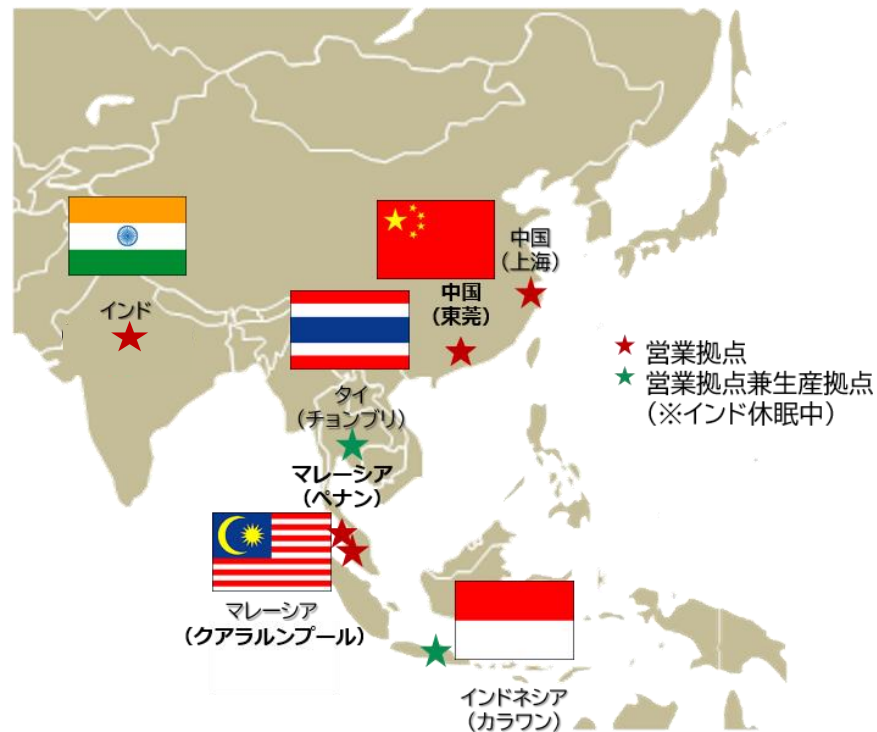 中国
(上海)
中国
(東莞)
インド
★ 営業拠点
★ 営業拠点兼生産拠点
(※インド休眠中)
タイ
(チョンブリ)
マレーシア
(ペナン)
マレーシア
(クアラルンプール)
インドネシア
(カラワン)